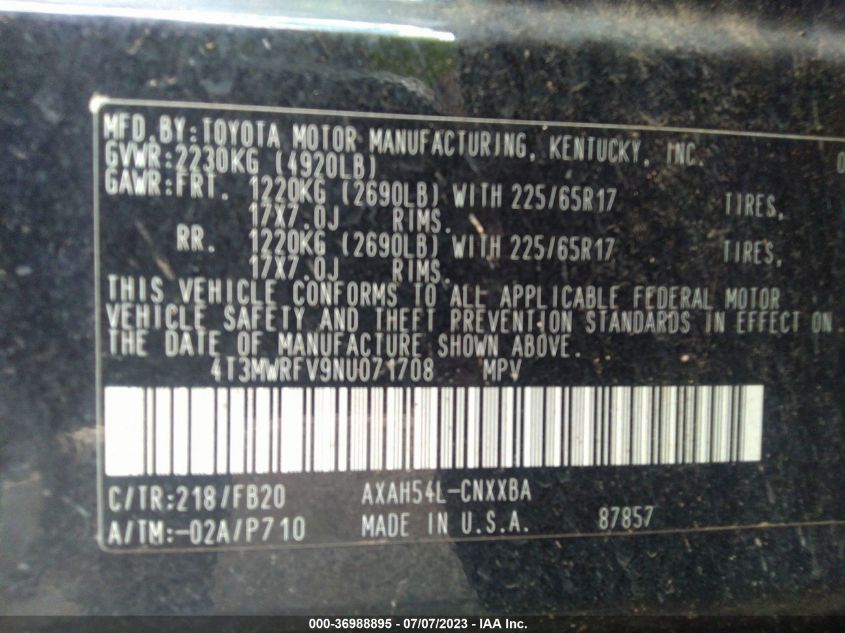 MFD.BY:TOYOTA MOTOR MANUFACTURING, KENTUCKY, INC.
GVWR:2230KG (4920LB)
GAWR:FRT. 1220KG (2690LB) WITH 225/65R17 TIRES,
17X7.0J RIMS.
RR. 1220KG (2690LB) WITH 225/65R17 TIRES,
17X7.0J RIMS.
THIS VEHICLE CONFORMS TO ALL APPLICABLE FEDERAL MOTOR
VEHICLE SAFETY AND THEFT PREVENTION STANDARDS IN EFFECT ON
THE DATE OF MANUFACTURE SHOWN ABOVE.
4T3MWRFV9NU071708 MPV
C/TR:218/FB20 AXAH54L-CNXXBA
A/TM:-02A/P710 MADE IN U.S.A. 87857
000-36988895 - 07/07/2023 - IAA Inc.